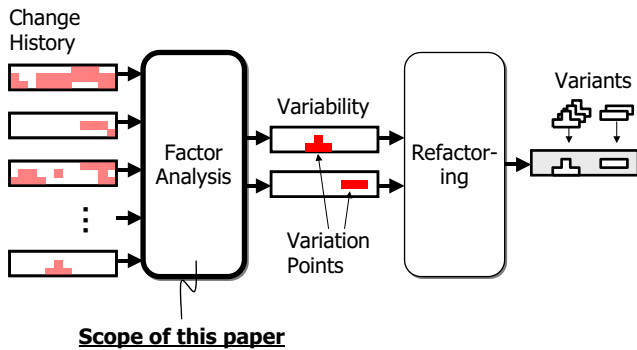 Change
History
Factor
Analysis
Variability
Variation
Points
Refactor-
ing
Variants
Scope of this paper